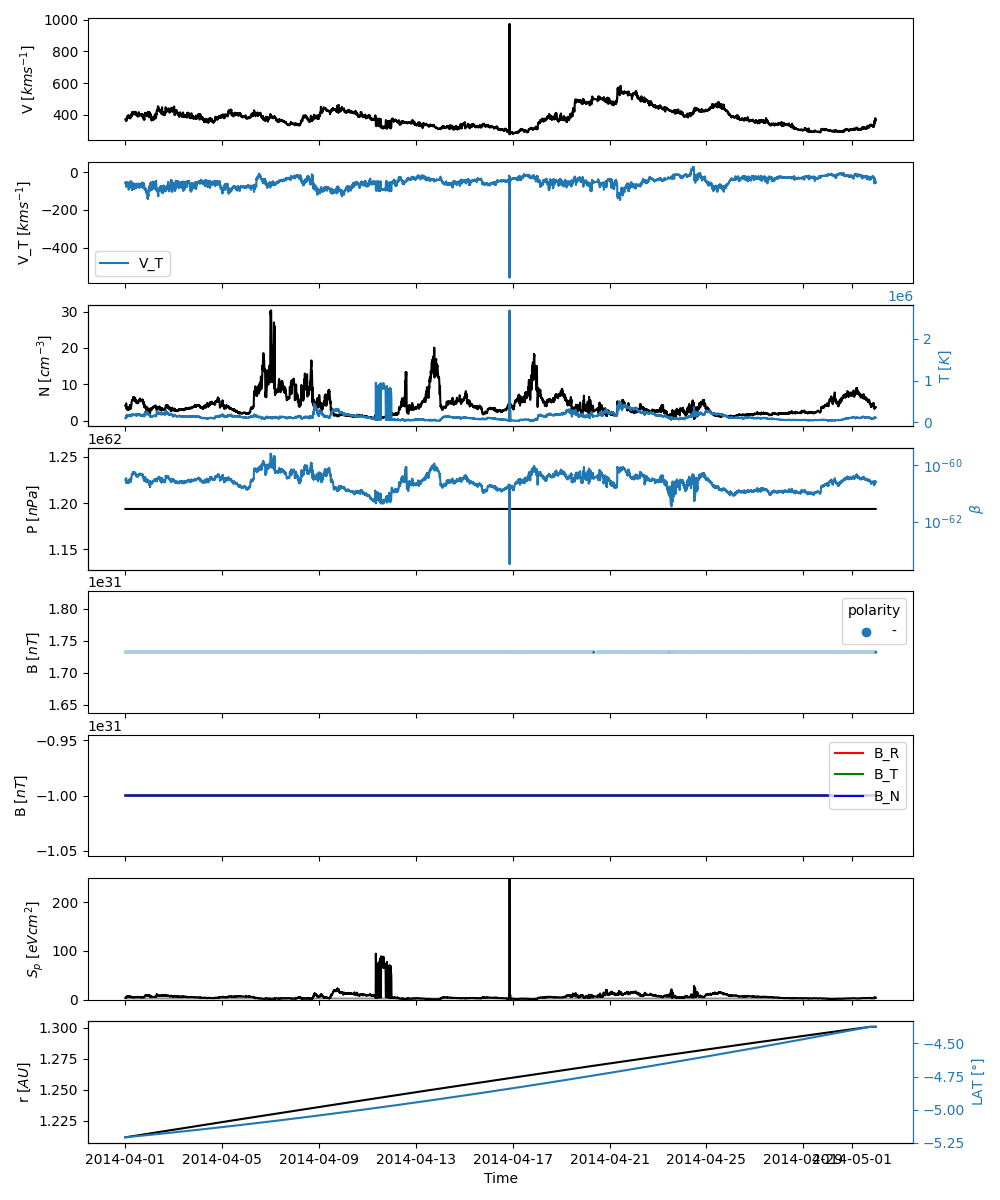 1000
800
600
400
V [kms⁻¹]
0
−200
−400
V_T [kms⁻¹]
V_T
30
20
10
0
N [cm⁻³]
1e6
2
1
0
T [K]
1e62
1.25
1.20
1.15
P [nPa]
10⁻⁶⁰
10⁻⁶²
β
1e31
1.80
1.75
1.70
1.65
B [nT]
polarity
-
1e31
−0.95
−1.00
−1.05
B [nT]
B_R
B_T
B_N
200
100
0
Sₚ [eVcm²]
1.300
1.275
1.250
1.225
r [AU]
−4.50
−4.75
−5.00
−5.25
LAT [°]
2014-04-01 2014-04-05 2014-04-09 2014-04-13 2014-04-17 2014-04-21 2014-04-25 2014-04-29 2014-05-01
Time